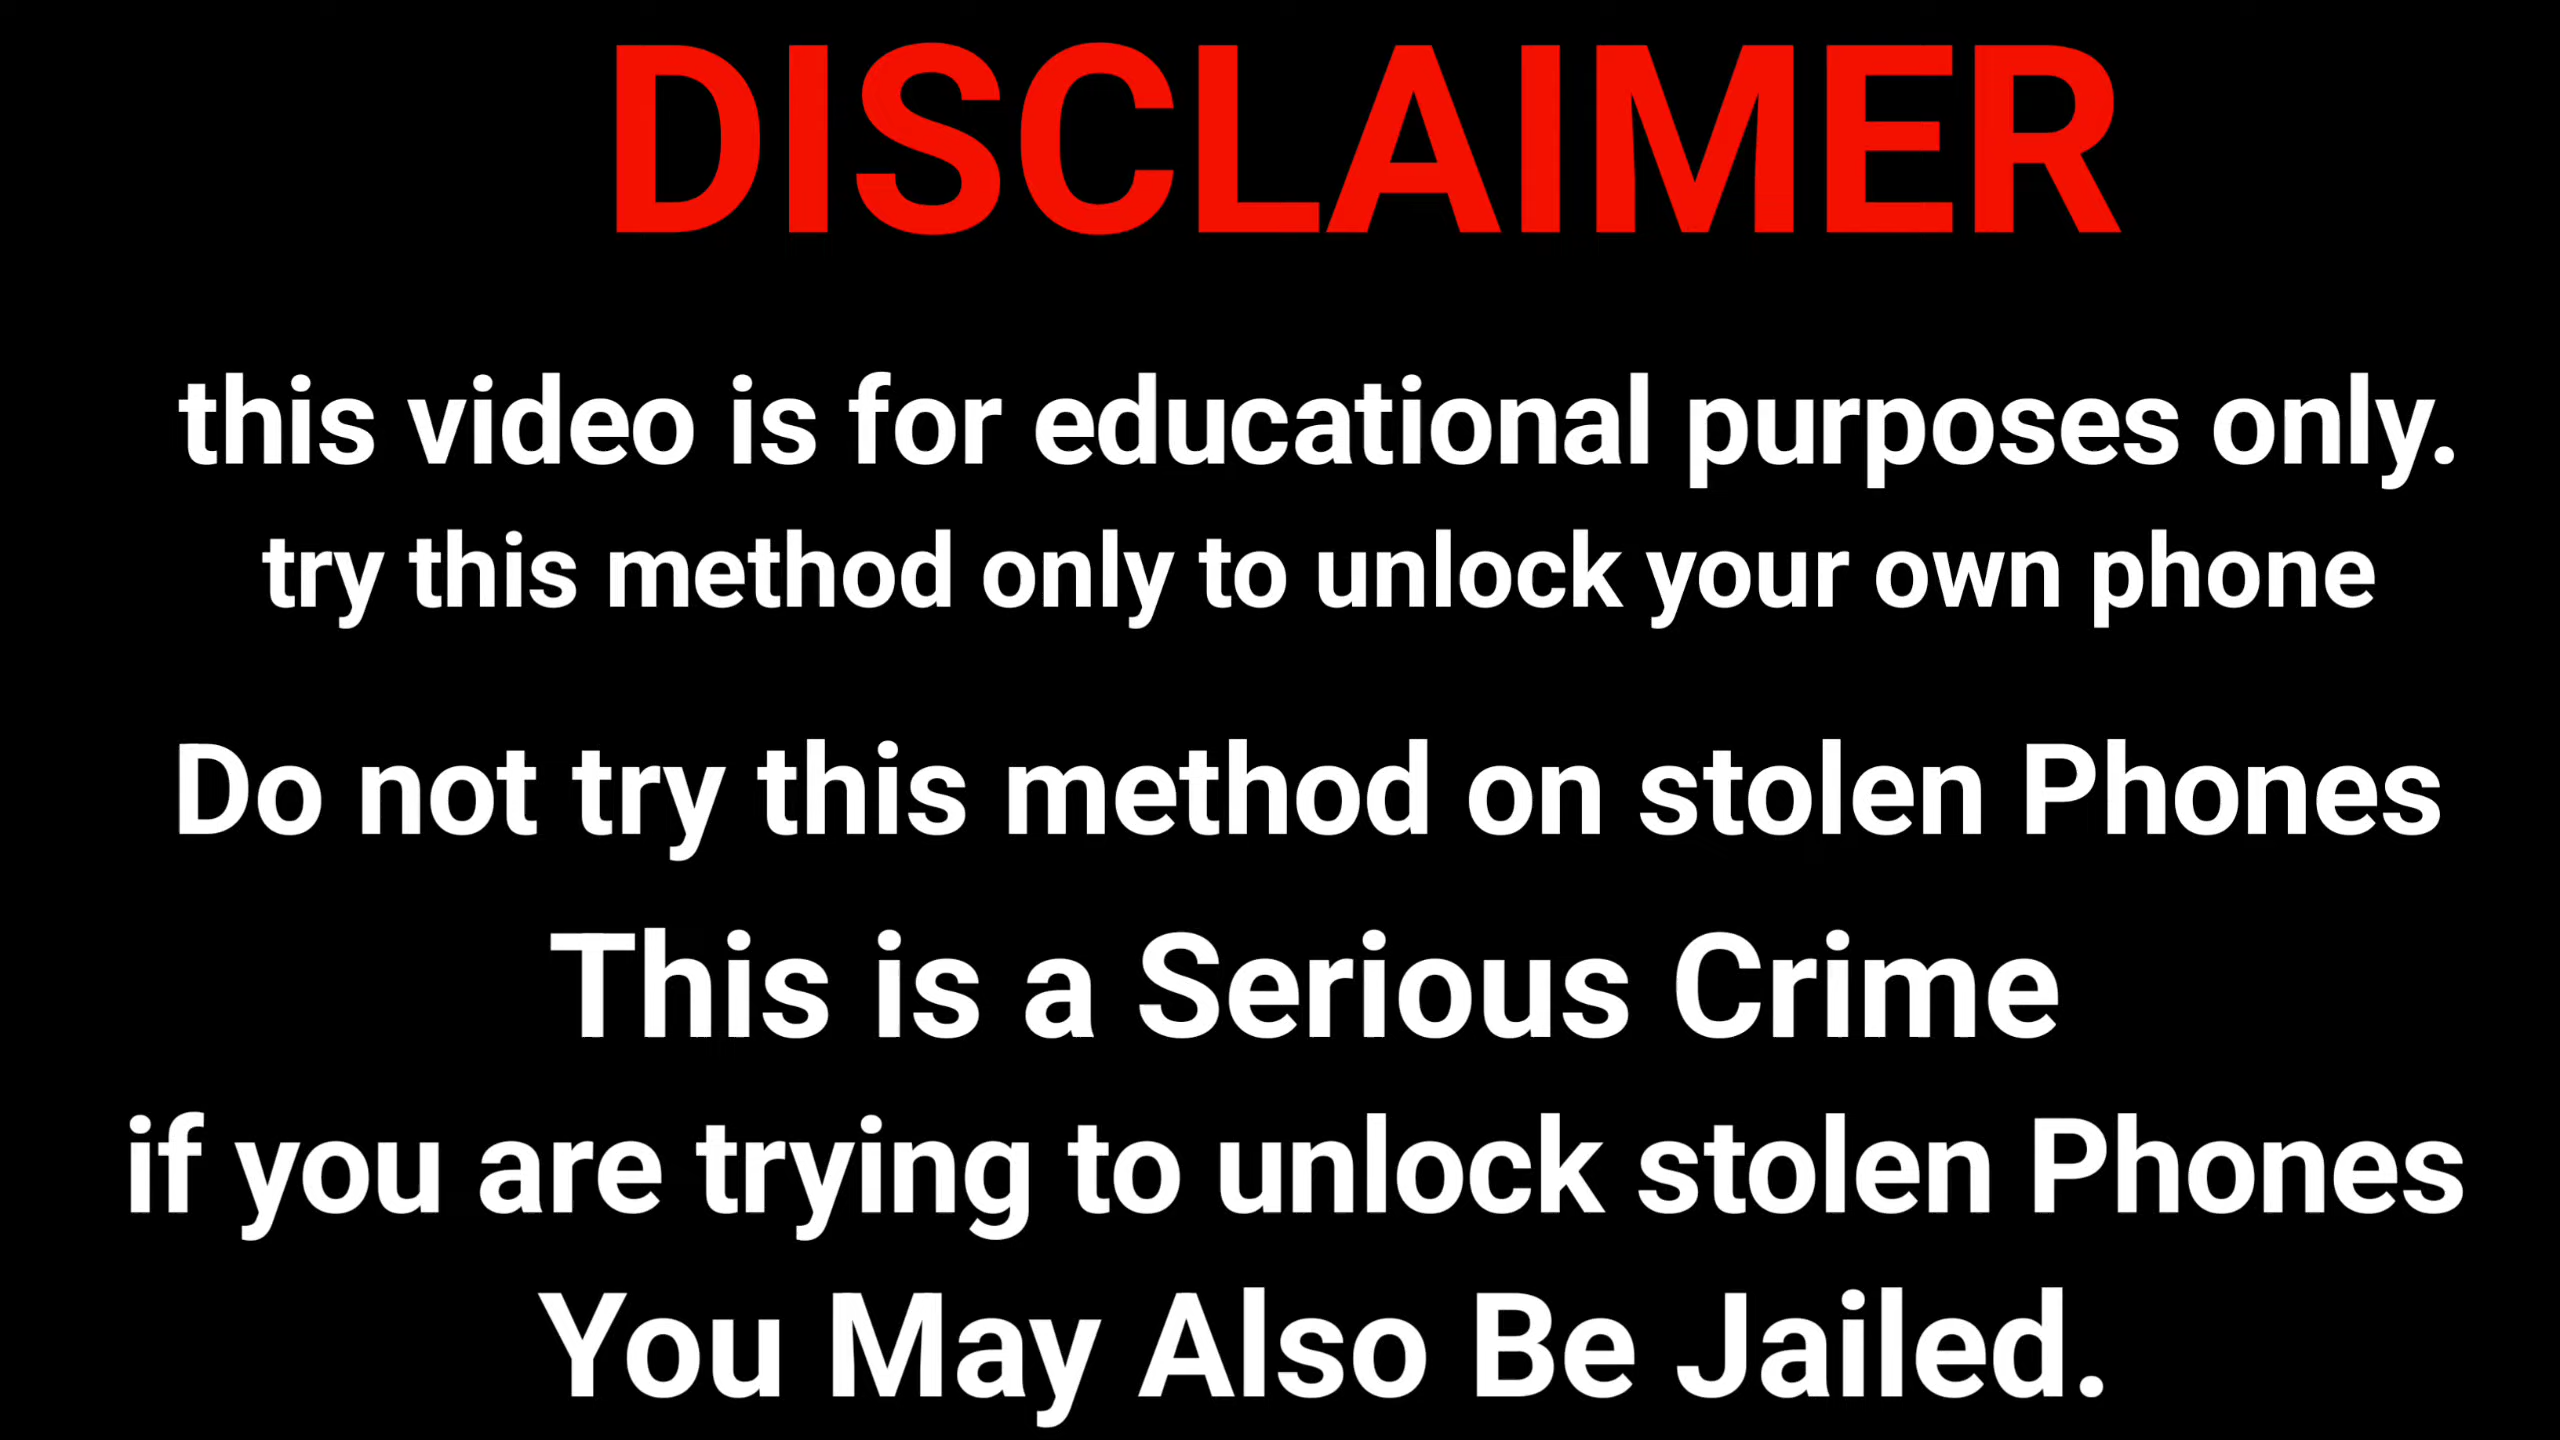 DISCLAIMER
this video is for educational purposes only.
try this method only to unlock your own phone
Do not try this method on stolen Phones
This is a Serious Crime
if you are trying to unlock stolen Phones
You May Also Be Jailed.